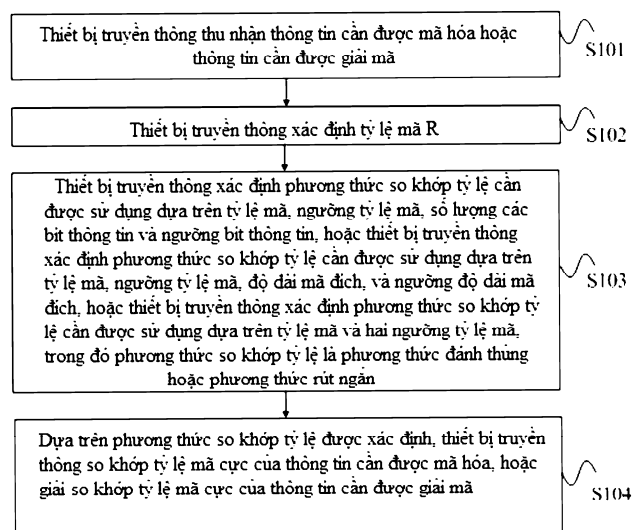 Thiết bị truyền thông thu nhận thông tin cần được mã hóa hoặc
thông tin cần được giải mã
S101
Thiết bị truyền thông xác định tỷ lệ mã R
S102
Thiết bị truyền thông xác định phương thức so khớp tỷ lệ cần
được sử dụng dựa trên tỷ lệ mã, ngưỡng tỷ lệ mã, số lượng các
bit thông tin và ngưỡng bit thông tin, hoặc thiết bị truyền thông
xác định phương thức so khớp tỷ lệ cần được sử dụng dựa trên
tỷ lệ mã, ngưỡng tỷ lệ mã, độ dài mã đích, và ngưỡng độ dài mã
đích, hoặc thiết bị truyền thông xác định phương thức so khớp tỷ
lệ cần được sử dụng dựa trên tỷ lệ mã và hai ngưỡng tỷ lệ mã,
trong đó phương thức so khớp tỷ lệ là phương thức đánh thủng
hoặc phương thức rút ngắn
S103
Dựa trên phương thức so khớp tỷ lệ được xác định, thiết bị truyền
thông so khớp tỷ lệ mã cực của thông tin cần được mã hóa, hoặc
giải so khớp tỷ lệ mã cực của thông tin cần được giải mã
S104